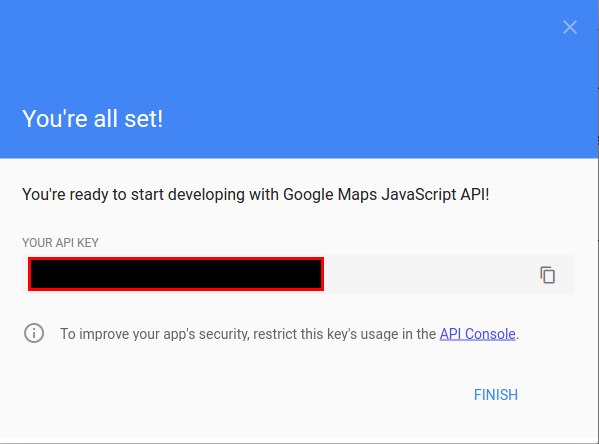 You're all set!
You're ready to start developing with Google Maps JavaScript API!
YOUR API KEY
To improve your app's security, restrict this key's usage in the API Console.
FINISH